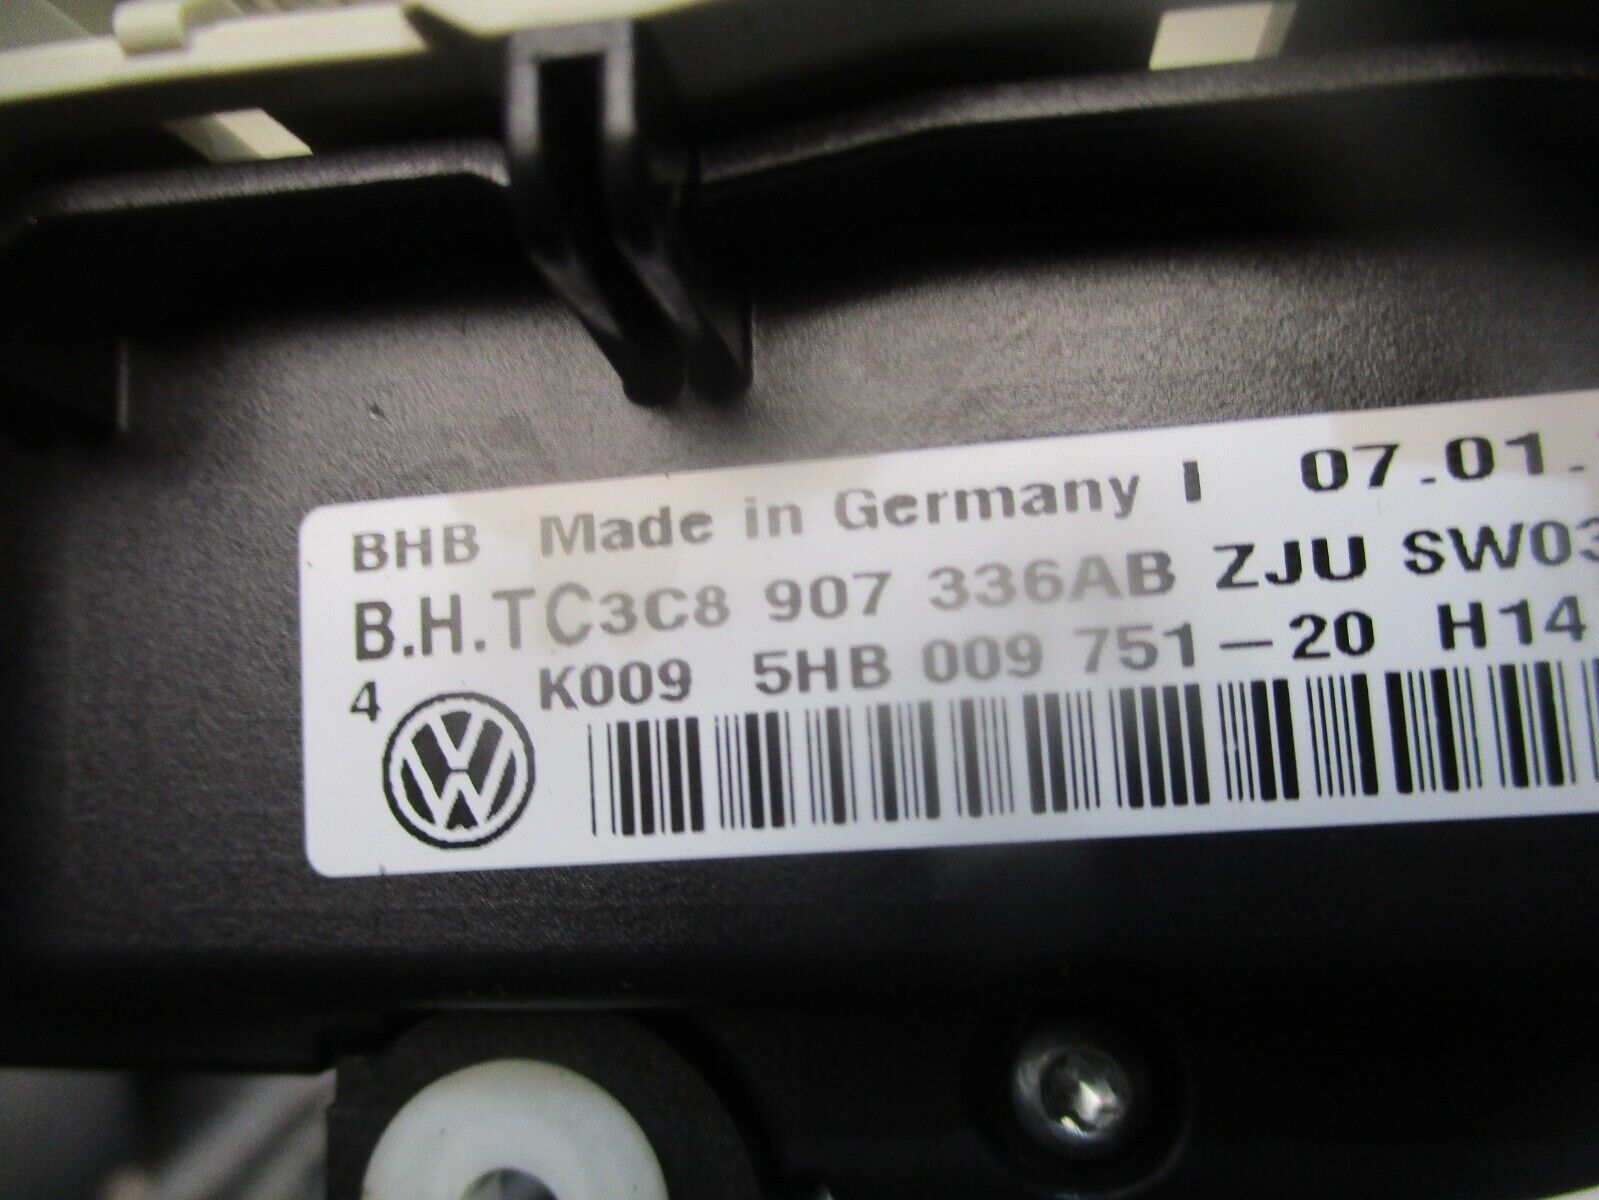 BHB Made in Germany I 07.01.
B.H.TC3C8 907 336AB ZJU SW03
K009 5HB 009 751-20 H14
4